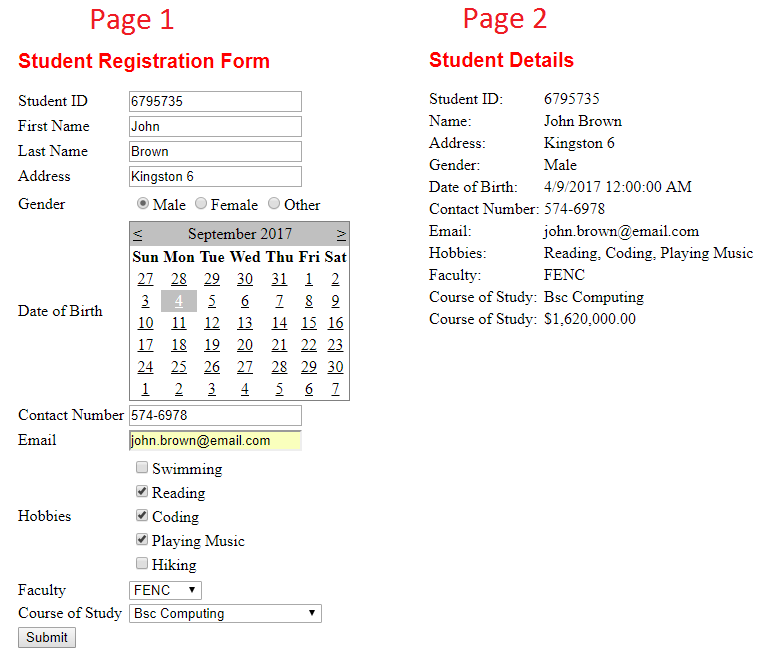 Page 1
Student Registration Form
Student ID 6795735
First Name John
Last Name Brown
Address Kingston 6
Gender Male Female Other
Date of Birth
< September 2017 >
Sun Mon Tue Wed Thu Fri Sat
27 28 29 30 31 1 2
3 4 5 6 7 8 9
10 11 12 13 14 15 16
17 18 19 20 21 22 23
24 25 26 27 28 29 30
1 2 3 4 5 6 7
Contact Number 574-6978
Email john.brown@email.com
Hobbies
Swimming
Reading
Coding
Playing Music
Hiking
Faculty FENC
Course of Study Bsc Computing
Submit
Page 2
Student Details
Student ID: 6795735
Name: John Brown
Address: Kingston 6
Gender: Male
Date of Birth: 4/9/2017 12:00:00 AM
Contact Number: 574-6978
Email: john.brown@email.com
Hobbies: Reading, Coding, Playing Music
Faculty: FENC
Course of Study: Bsc Computing
Course of Study: $1,620,000.00